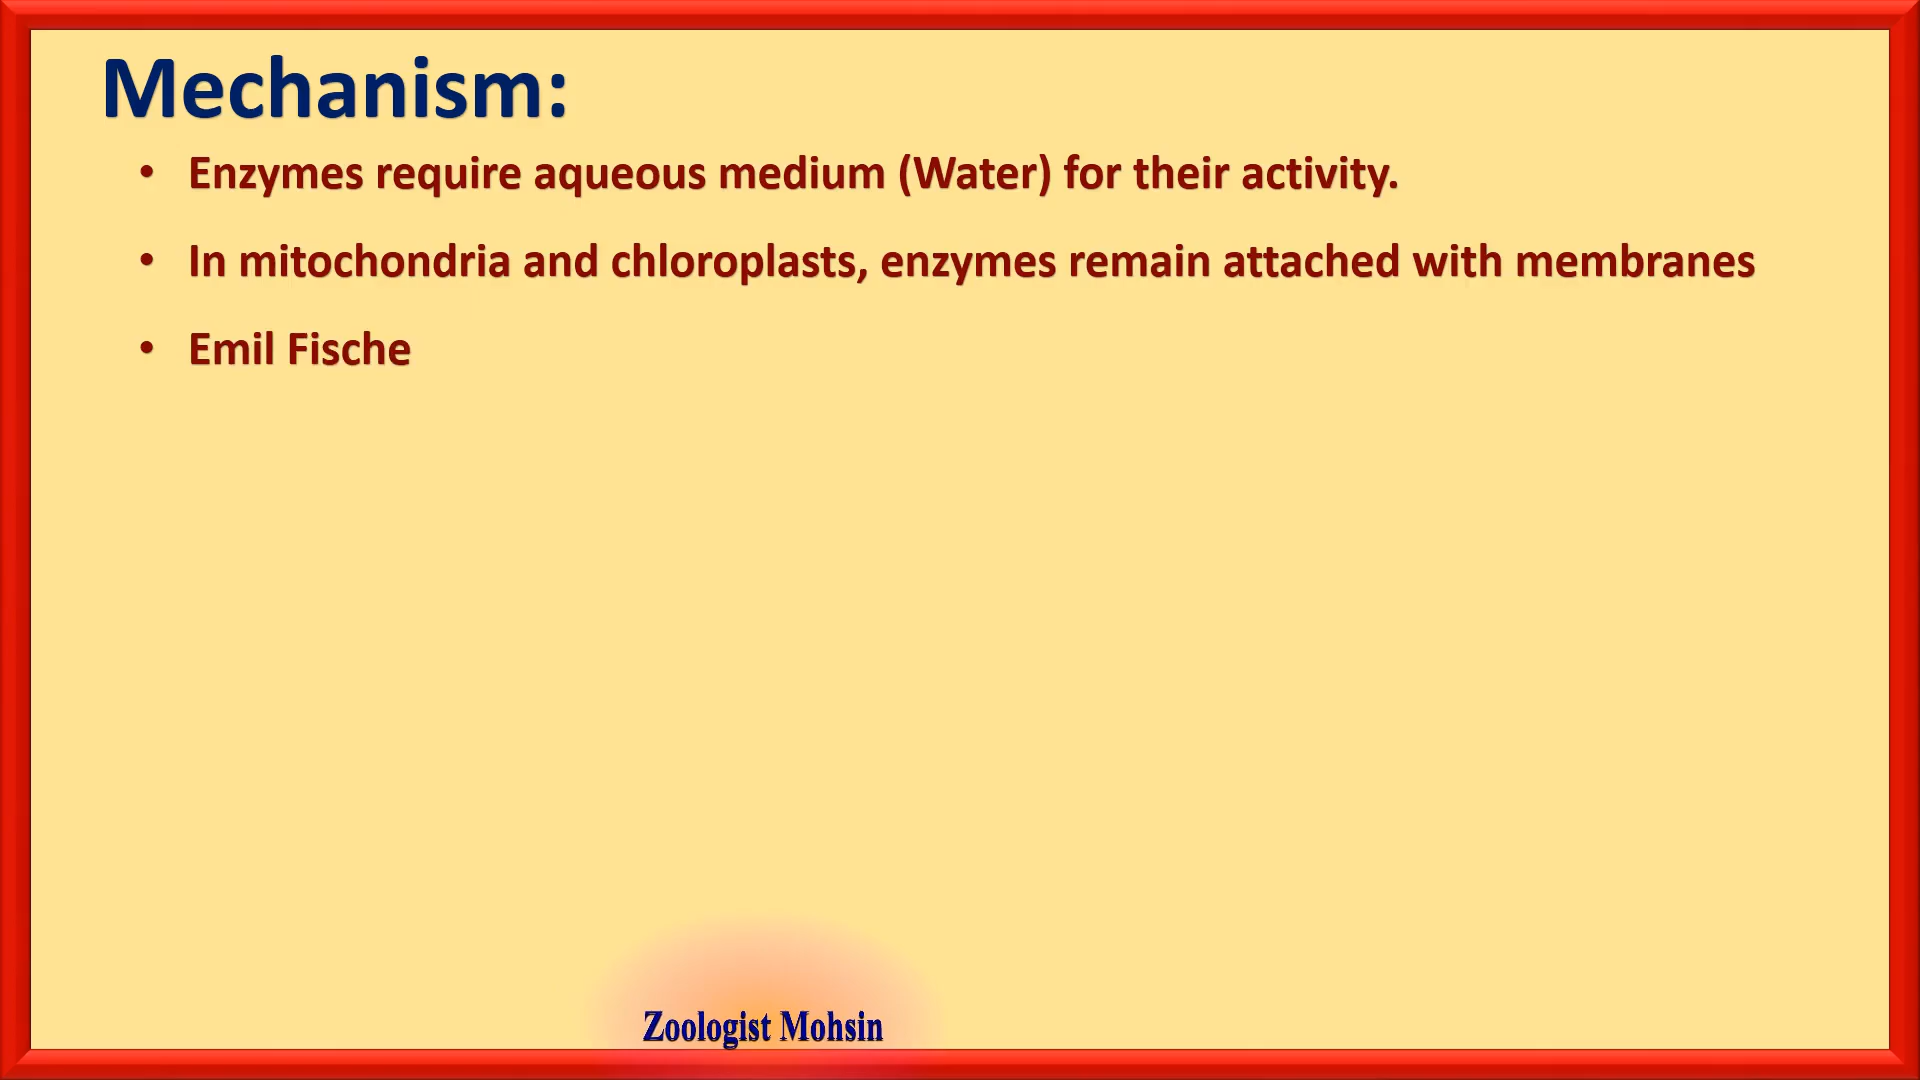 Mechanism:
• Enzymes require aqueous medium (Water) for their activity.
• In mitochondria and chloroplasts, enzymes remain attached with membranes
• Emil Fische
Zoologist Mohsin